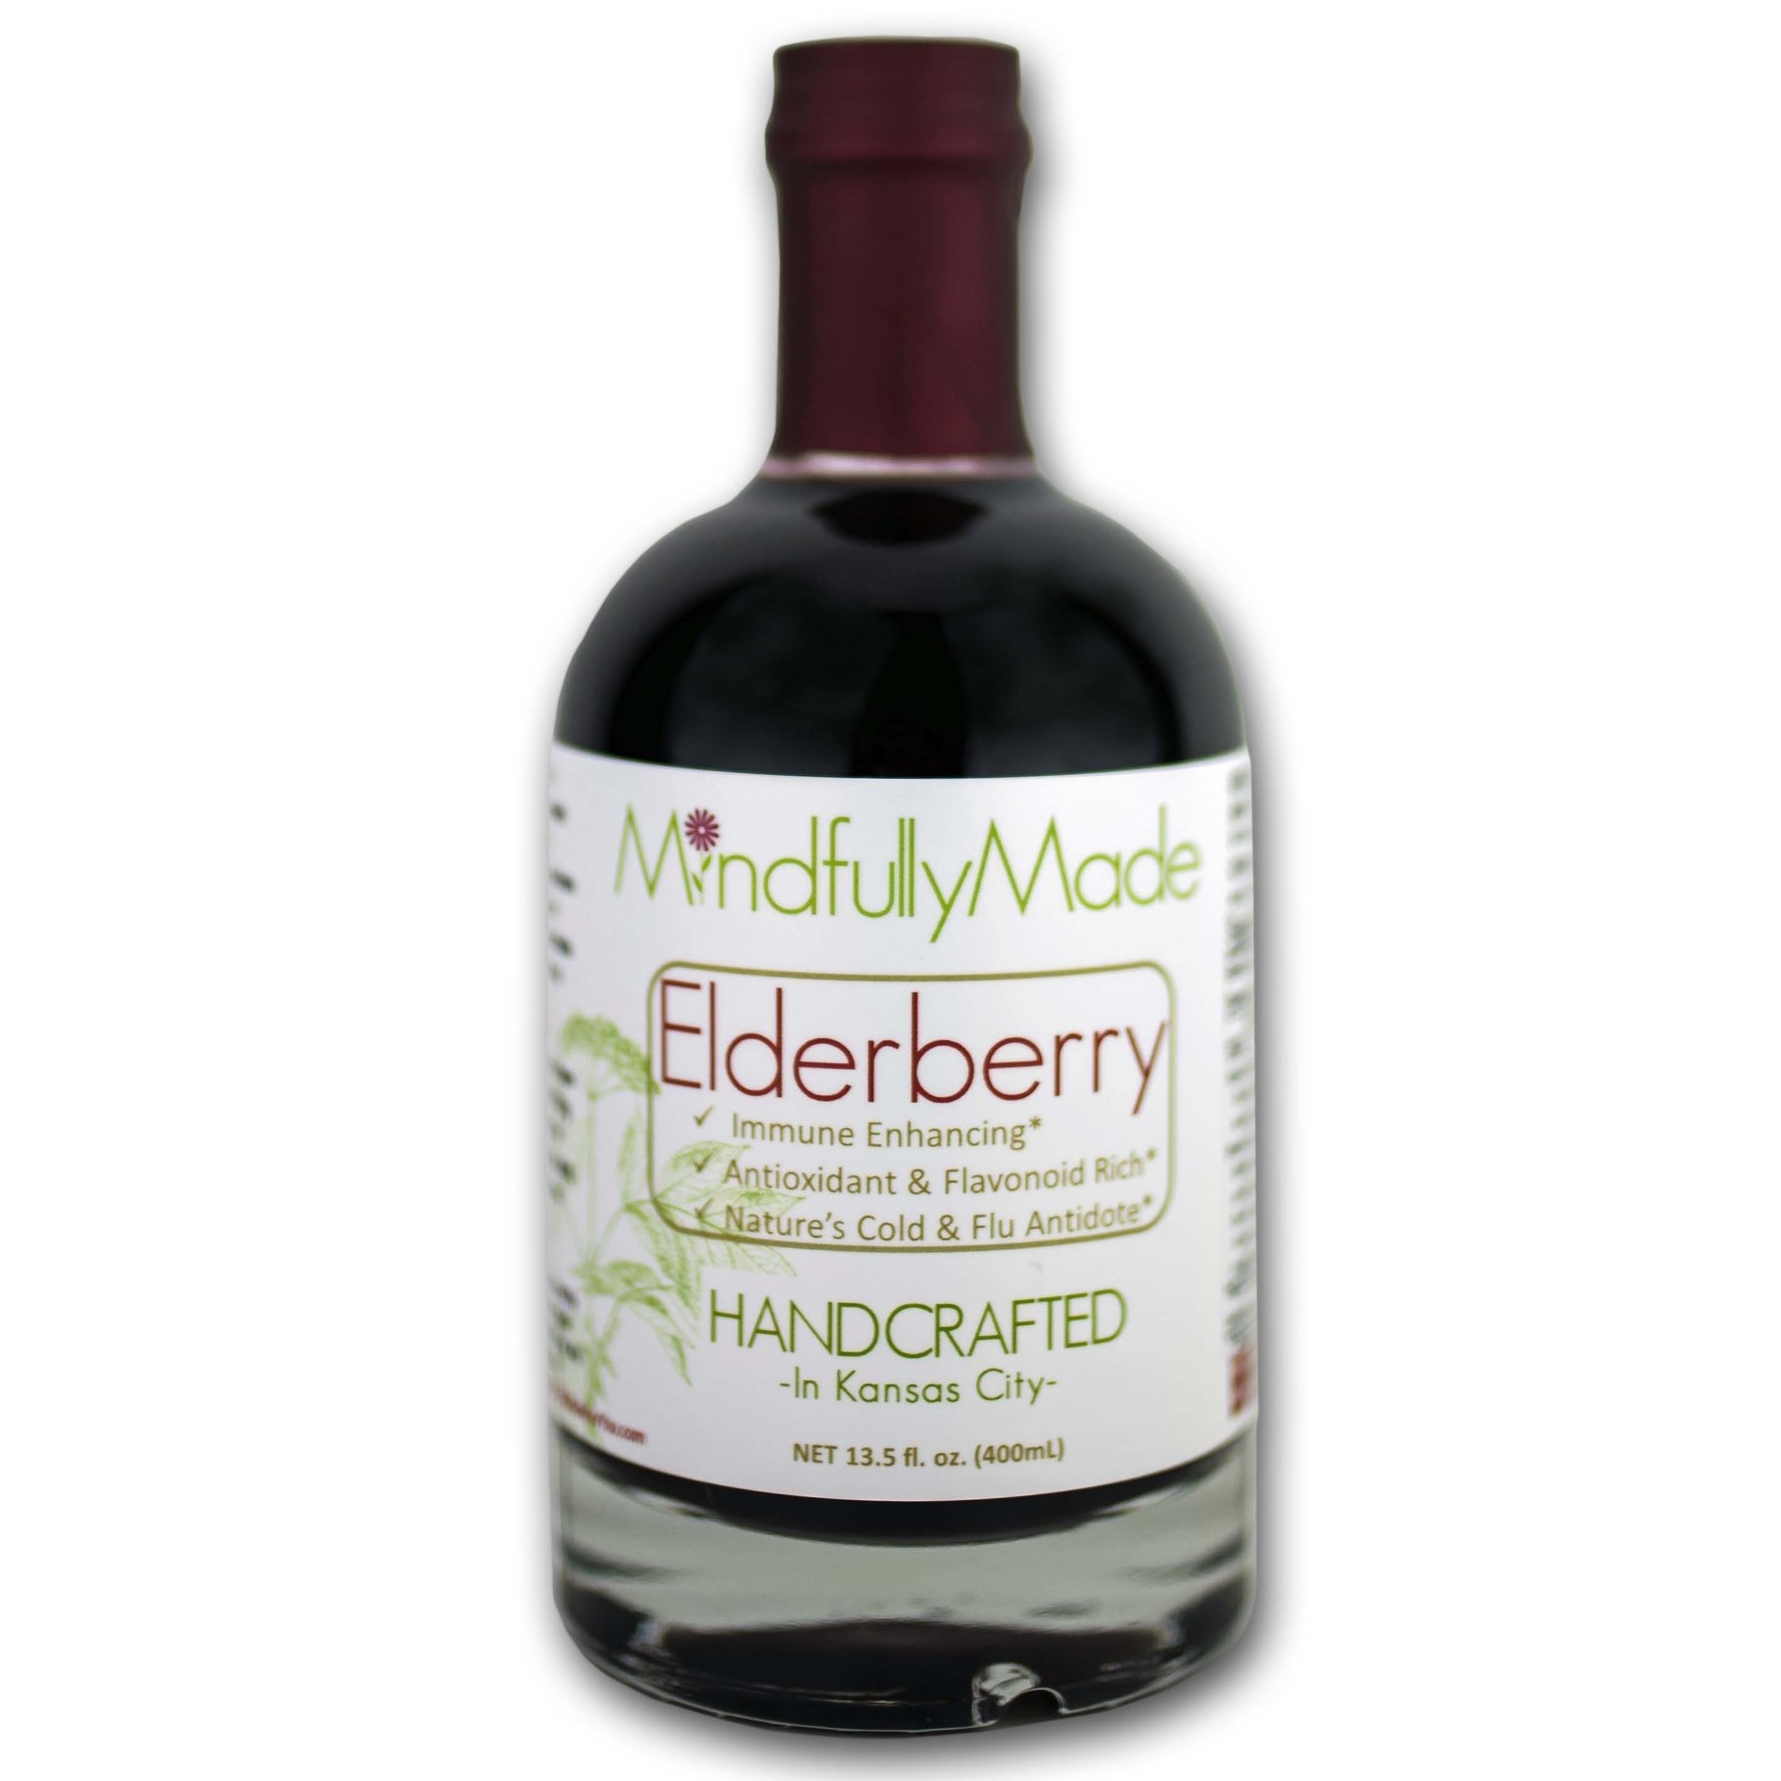 MindfullyMade
Elderberry
✓ Immune Enhancing*
✓ Antioxidant & Flavonoid Rich*
✓ Nature's Cold & Flu Antidote*
HANDCRAFTED
-In Kansas City-
NET 13.5 fl. oz. (400mL)